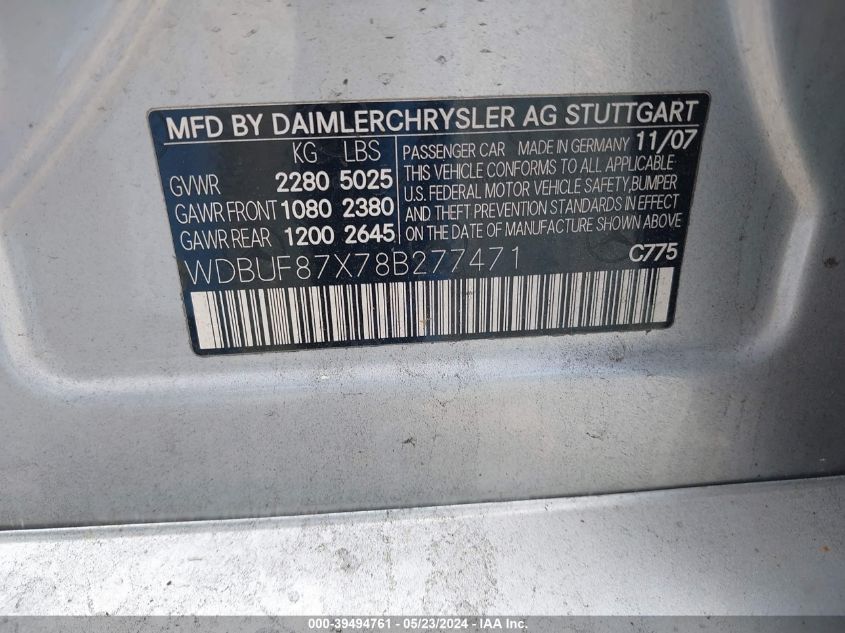 MFD BY DAIMLERCHRYSLER AG STUTTGART
KG LBS
GVWR 2280 5025
GAWR FRONT 1080 2380
GAWR REAR 1200 2645
PASSENGER CAR MADE IN GERMANY 11/07
THIS VEHICLE CONFORMS TO ALL APPLICABLE
U.S. FEDERAL MOTOR VEHICLE SAFETY,BUMPER
AND THEFT PREVENTION STANDARDS IN EFFECT
ON THE DATE OF MANUFACTURE SHOWN ABOVE
WDBUF87X78B277471 C775
000-39494761 - 05/23/2024 - IAA Inc.